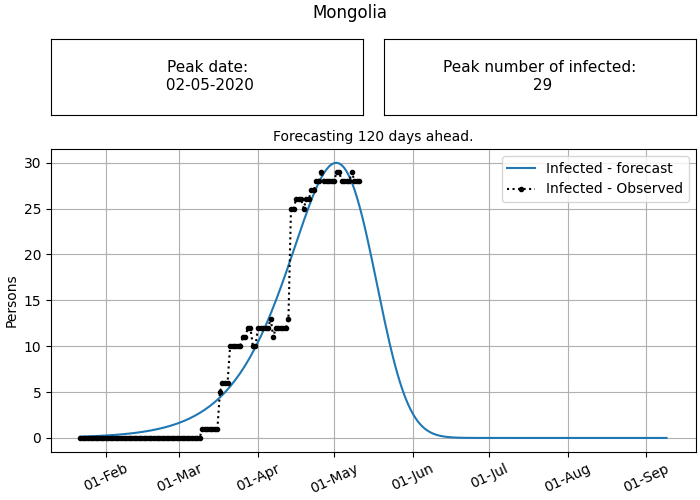 Mongolia
Peak date:
02-05-2020
Peak number of infected:
29
Forecasting 120 days ahead.
Infected - forecast
Infected - Observed
Persons
30
25
20
15
10
5
0
01-Feb
01-Mar
01-Apr
01-May
01-Jun
01-Jul
01-Aug
01-Sep